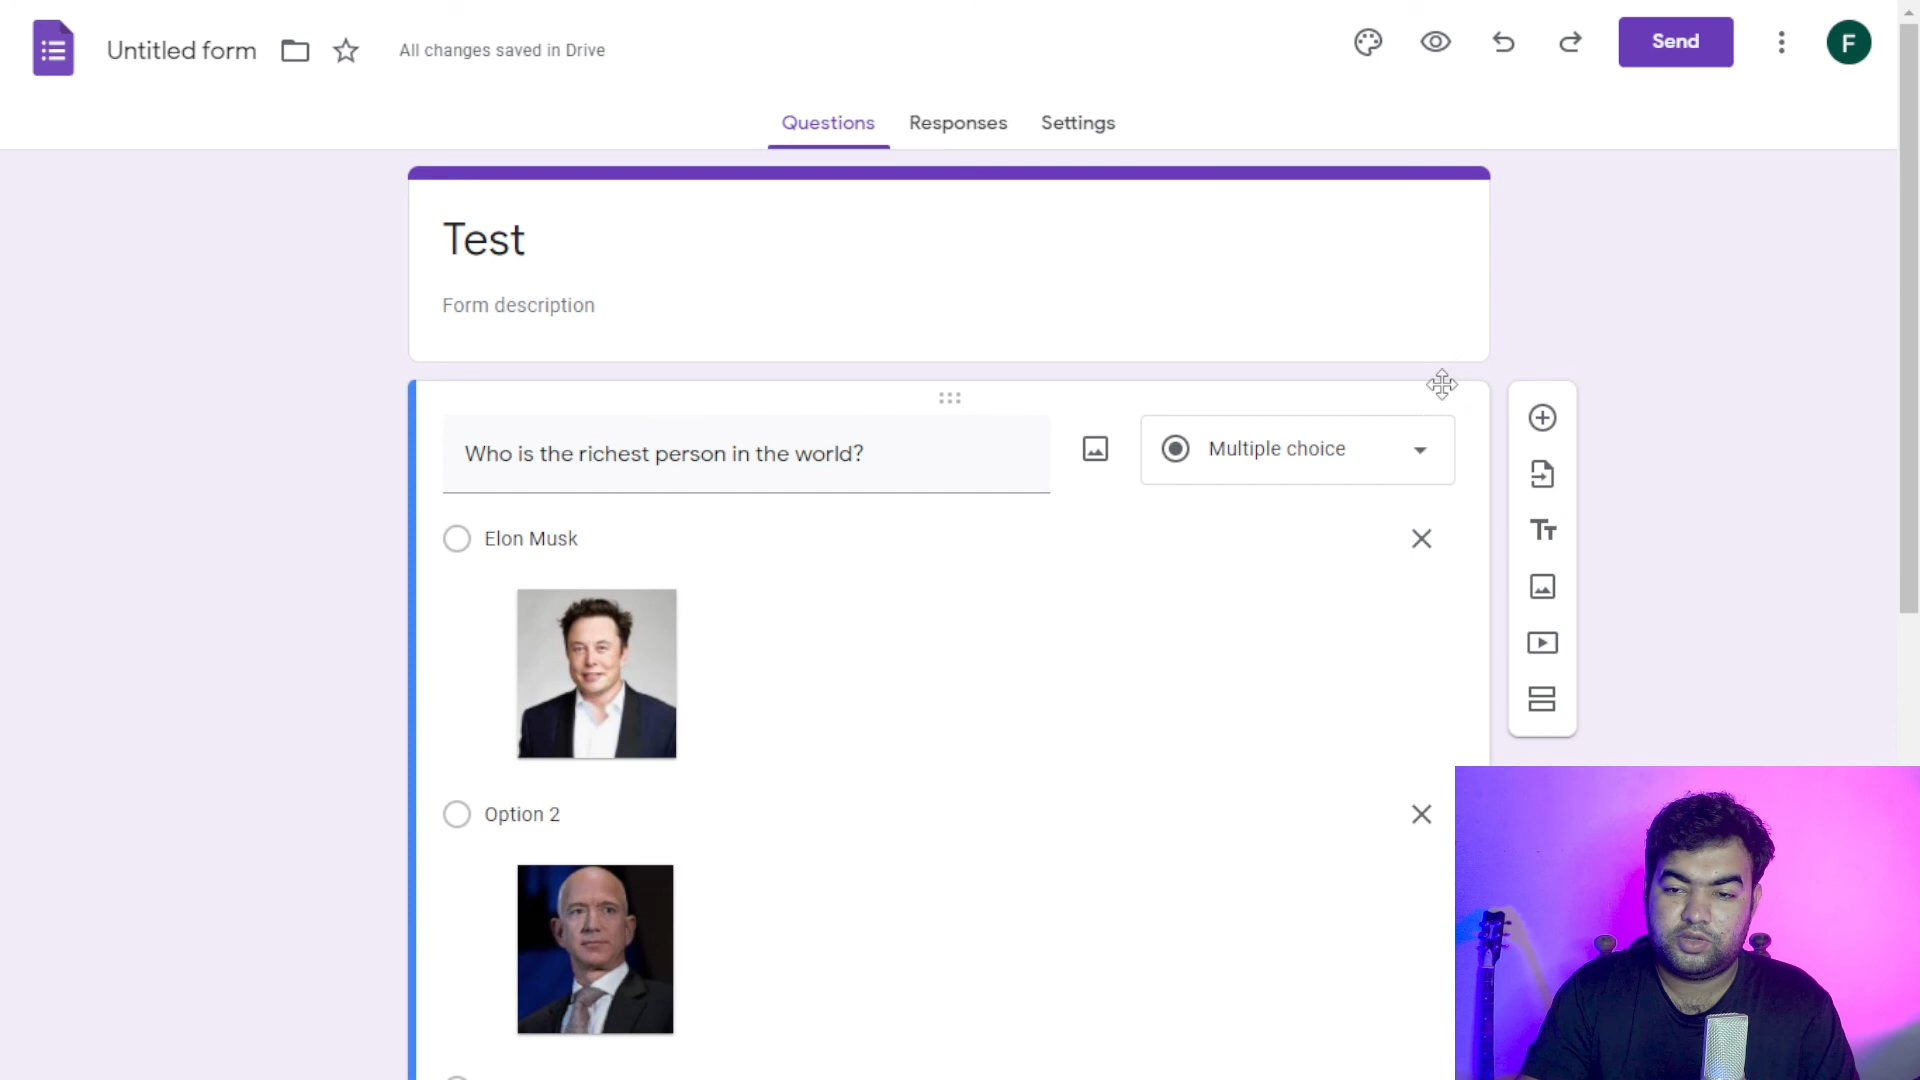 Untitled form
All changes saved in Drive
Send
F
Questions Responses Settings
Test
Form description
Who is the richest person in the world?
Multiple choice
Elon Musk
Option 2
Tт